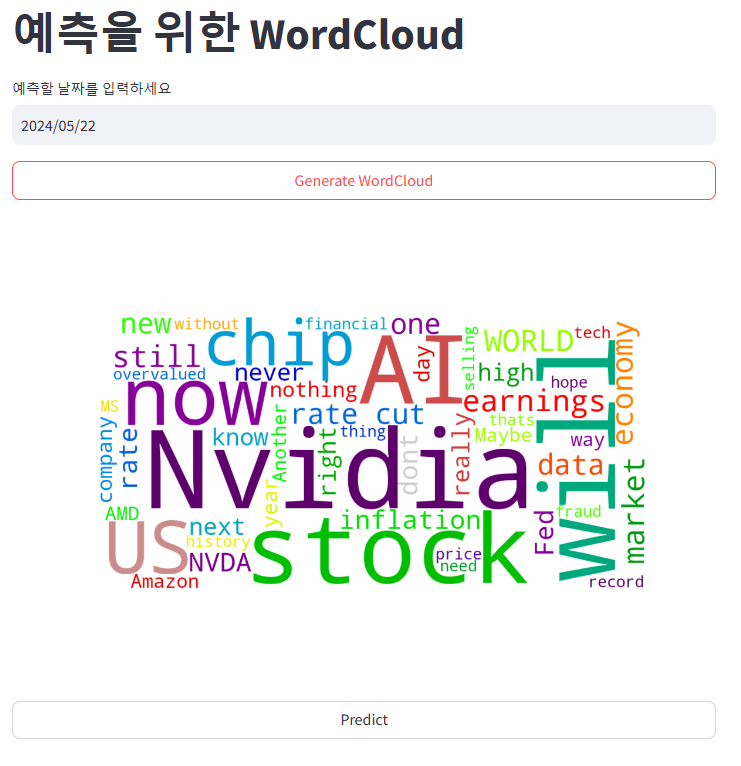 예측을 위한 WordCloud
예측할 날짜를 입력하세요
2024/05/22
Generate WordCloud
new
without
chip
financial
one
still
overvalued
never
AI
day
selling
WORLD
tech
high
hope
economy
Will
MS
now
nothing
earnings
rate cut
company
rate
know
Another
right
thing
dont
really
thats
Maybe
way
data
Nvidia
AMD
US
next
history
NVDA
Amazon
year
stock
inflation
price
need
Fed
fraud
market
record
Predict